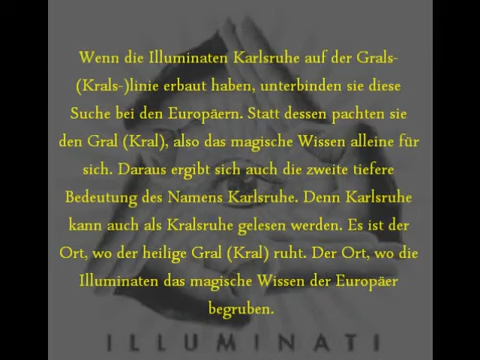 Wenn die Illuminaten Karlsruhe auf der Grals-
(Krals-)linie erbaut haben, unterbinden sie diese
Suche bei den Europäern. Statt dessen pachten sie
den Gral (Kral), also das magische Wissen alleine für
sich. Daraus ergibt sich auch die zweite tiefere
Bedeutung des Namens Karlsruhe. Denn Karlsruhe
kann auch als Kralsruhe gelesen werden. Es ist der
Ort, wo der heilige Gral (Kral) ruht. Der Ort, wo die
Illuminaten das magische Wissen der Europäer
begruben.
ILLUMINATI